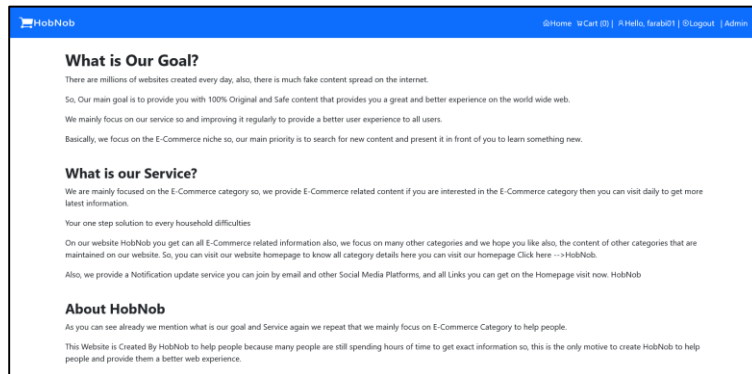 HobNob
Home Cart (0) | Hello, farabi01 | Logout | Admin
What is Our Goal?
There are millions of websites created every day, also, there is much fake content spread on the internet.
So, Our main goal is to provide you with 100% Original and Safe content that provides you a great and better experience on the world wide web.
We mainly focus on our service so and improving it regularly to provide a better user experience to all users.
Basically, we focus on the E-Commerce niche so, our main priority is to search for new content and present it in front of you to learn something new.
What is our Service?
We are mainly focused on the E-Commerce category so, we provide E-Commerce related content if you are interested in the E-Commerce category then you can visit daily to get more
latest information.
Your one step solution to every household difficulties
On our website HobNob you get can all E-Commerce related information also, we focus on many other categories and we hope you like also, the content of other categories that are
maintained on our website. So, you can visit our website homepage to know all category details here you can visit our homepage Click here -->HobNob.
Also, we provide a Notification update service you can join by email and other Social Media Platforms, and all Links you can get on the Homepage visit now. HobNob
About HobNob
As you can see already we mention what is our goal and Service again we repeat that we mainly focus on E-Commerce Category to help people.
This Website is Created By HobNob to help people because many people are still spending hours of time to get exact information so, this is the only motive to create HobNob to help
people and provide them a better web experience.